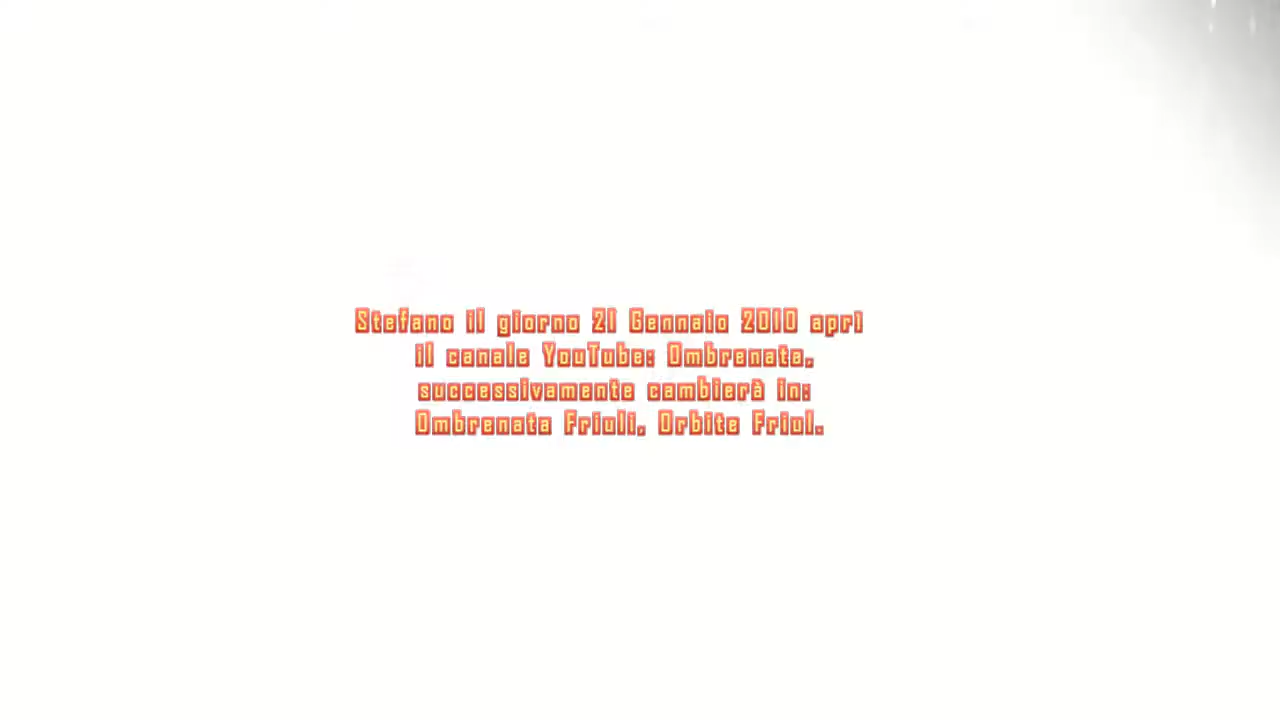 Stefano il giorno 21 Gennaio 2010 aprì
il canale YouTube: Ombrenata,
successivamente cambierà in:
Ombrenata Friuli, Orbite Friul.